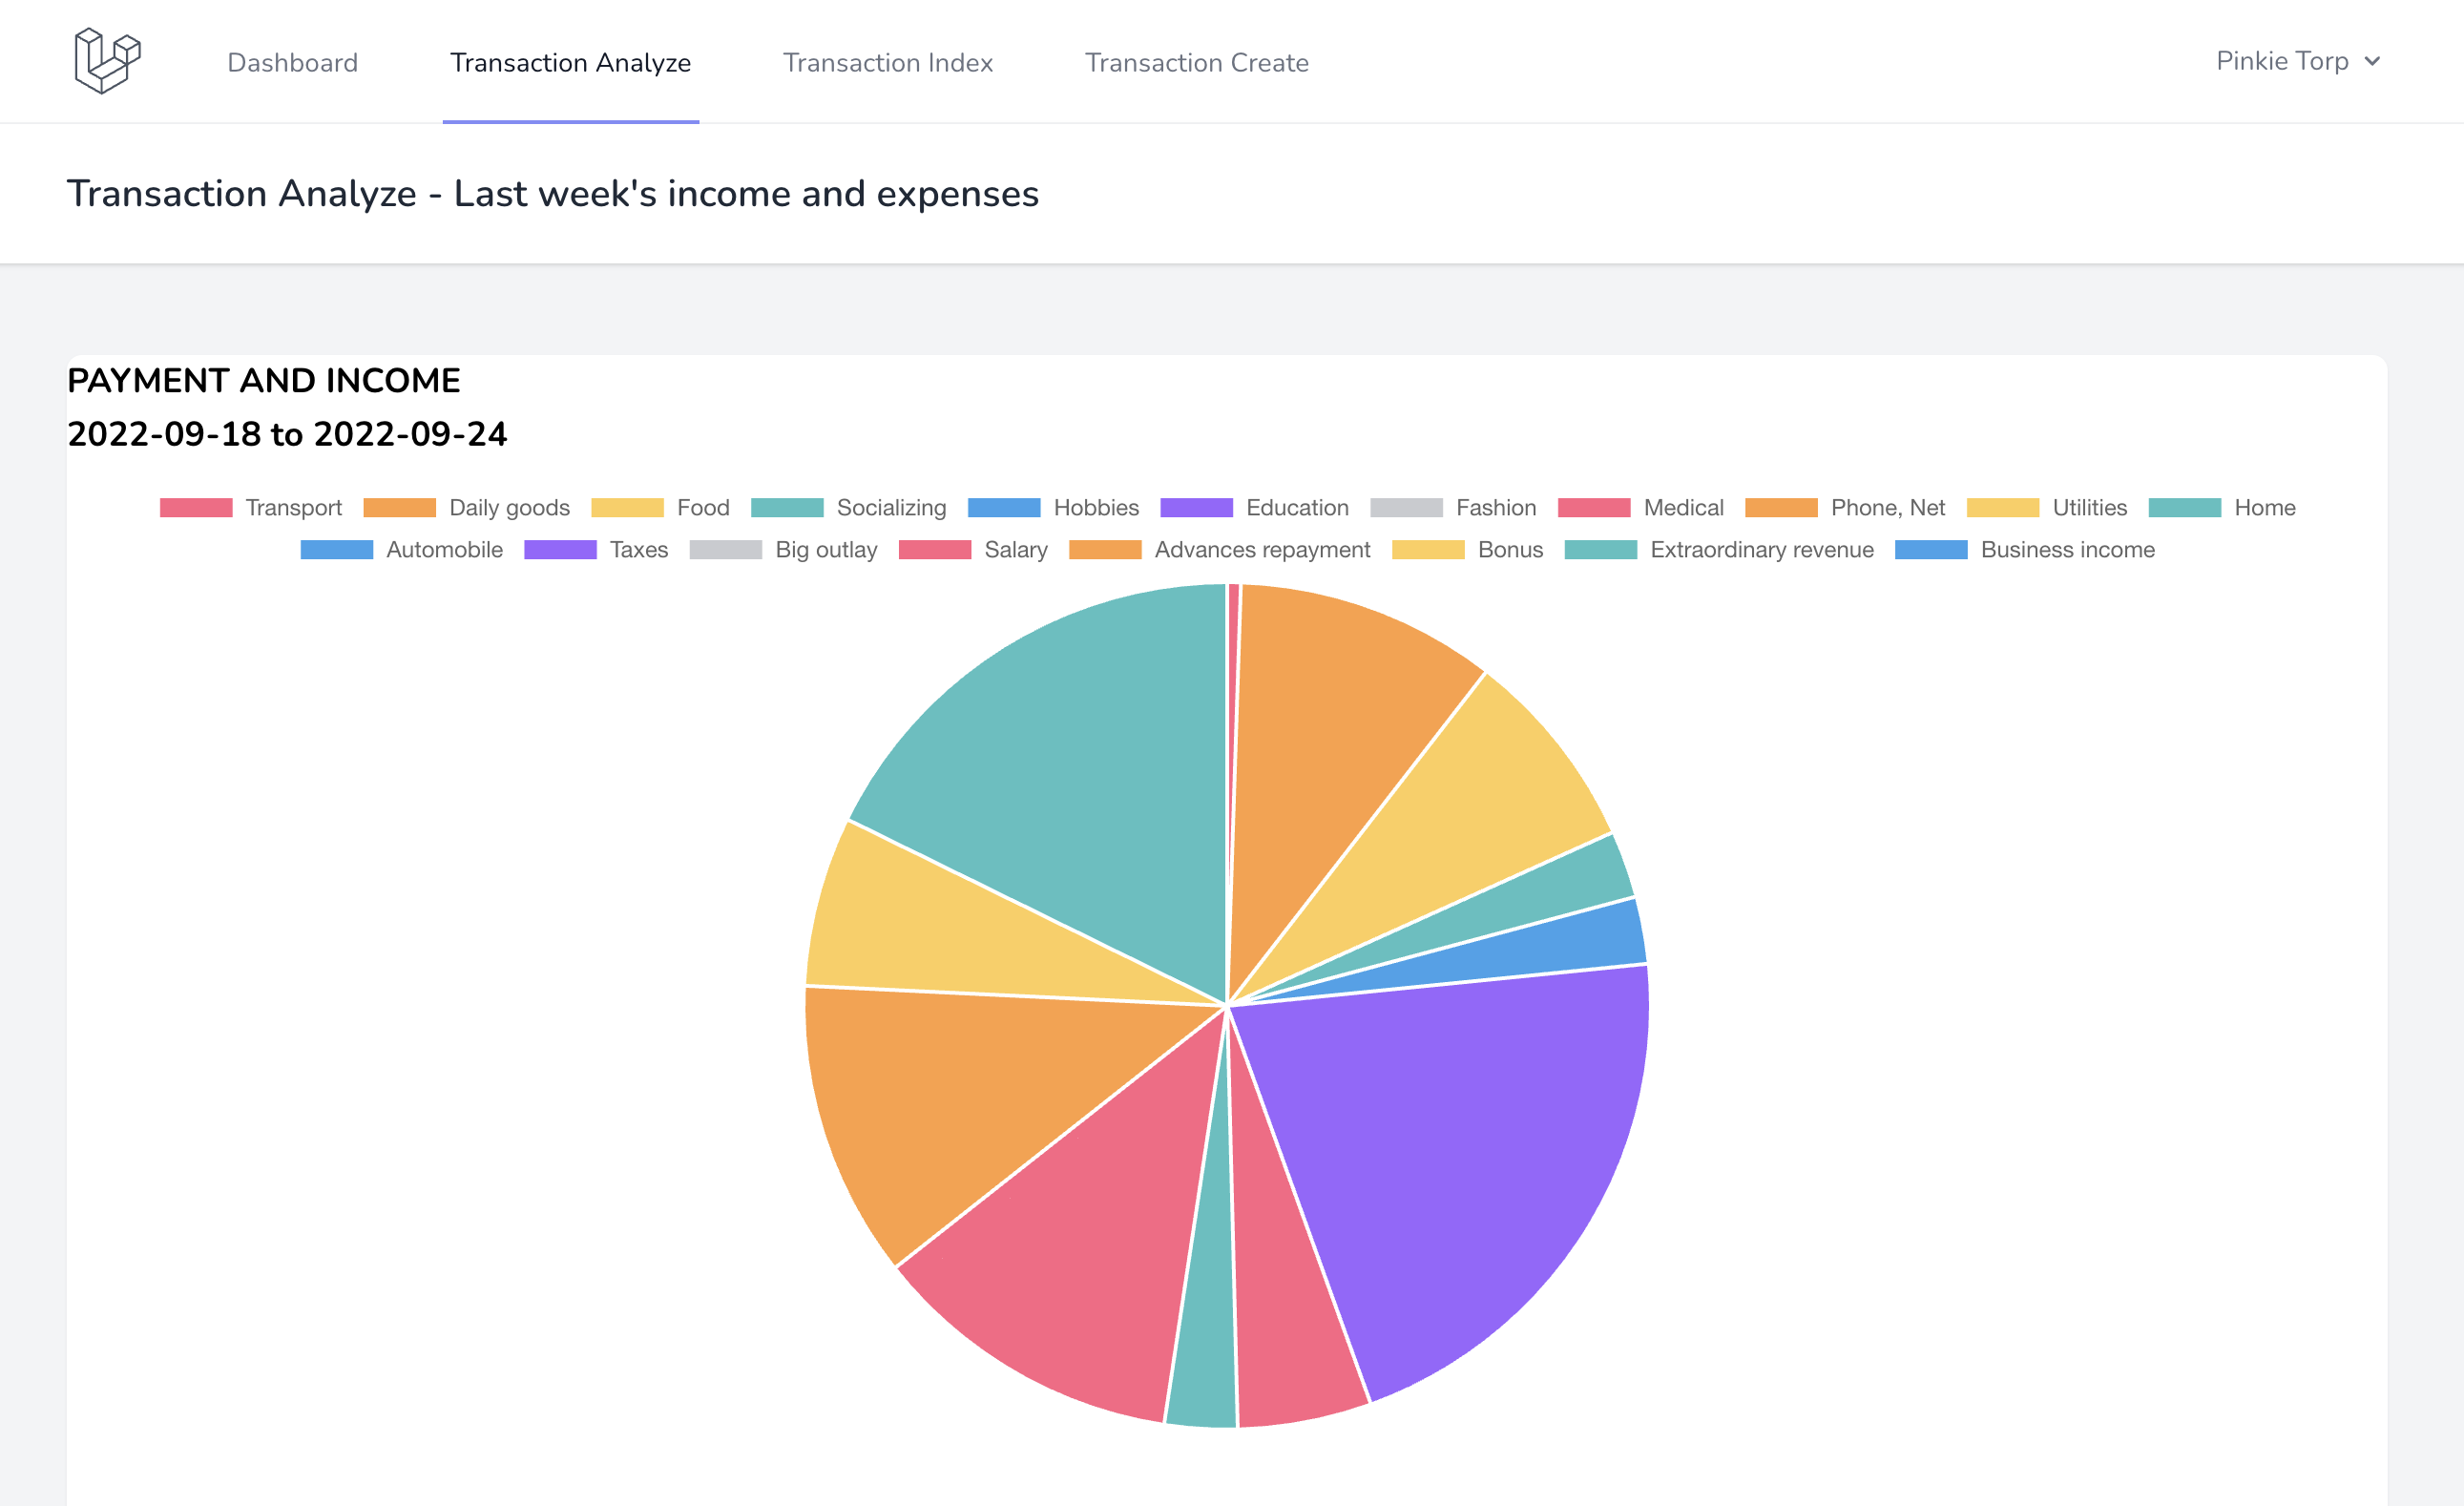 Dashboard Transaction Analyze Transaction Index Transaction Create Pinkie Torp
Transaction Analyze - Last week's income and expenses
PAYMENT AND INCOME
2022-09-18 to 2022-09-24
Transport Daily goods Food Socializing Hobbies Education Fashion Medical Phone, Net Utilities Home
Automobile Taxes Big outlay Salary Advances repayment Bonus Extraordinary revenue Business income